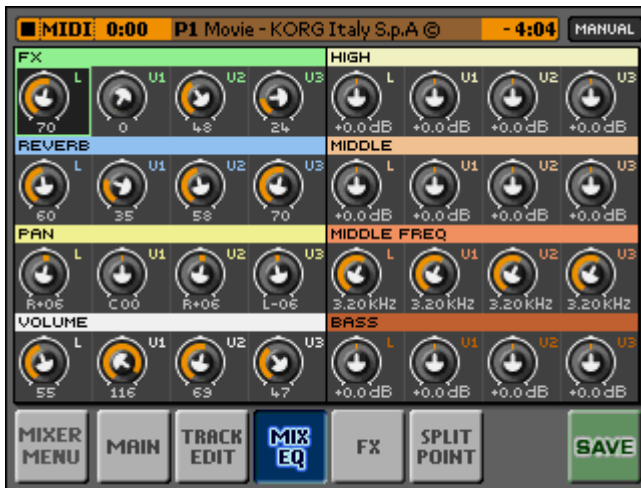 MIDI 0:00 P1 Movie - KORG Italy S.p.A © - 4:04 MANUAL
FX HIGH
L U1 U2 U3 L U1 U2 U3
70 0 48 24 +0.0dB +0.0dB +0.0dB +0.0dB
REVERB MIDDLE
L U1 U2 U3 L U1 U2 U3
60 35 58 70 +0.0dB +0.0dB +0.0dB +0.0dB
PAN MIDDLE FREQ
L U1 U2 U3 L U1 U2 U3
R+06 C00 R+06 L-06 3.20KHz 3.20KHz 3.20KHz 3.20KHz
VOLUME BASS
L U1 U2 U3 L U1 U2 U3
55 116 69 47 +0.0dB +0.0dB +0.0dB +0.0dB
MIXER MENU MAIN TRACK EDIT MIX EQ FX SPLIT POINT SAVE